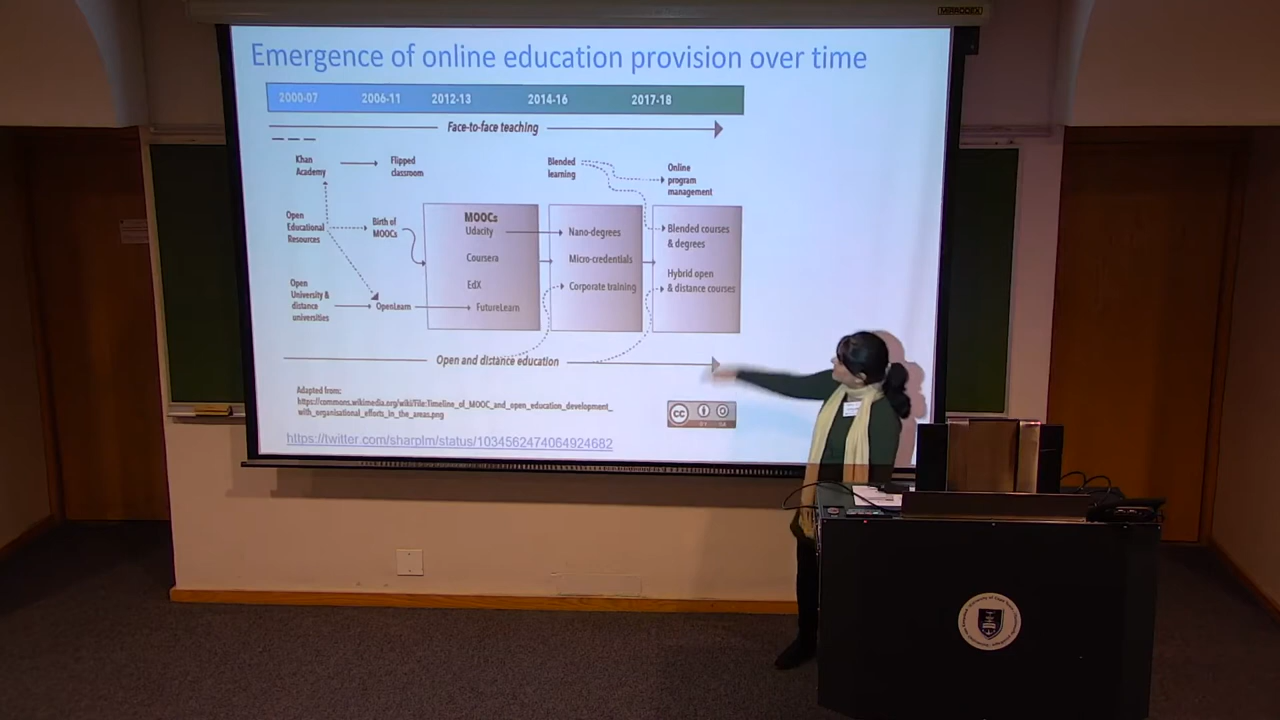 Emergence of online education provision over time
2000-07 2006-11 2012-13 2014-16 2017-18
Face-to-face teaching
Khan
Academy
Flipped
classroom
Blended
learning
Online
program
management
Open
Educational
Resources
Birth of
MOOCs
MOOCs
Udacity
Coursera
EdX
FutureLearn
Nano-degrees
Micro-credentials
Corporate training
Blended courses
& degrees
Hybrid open
& distance courses
Open
University &
distance
universities
OpenLearn
Open and distance education
Adapted from:
https://commons.wikimedia.org/wiki/File:Timeline_of_MOOC_and_open_education_development_
with_organisational_efforts_in_the_areas.png
cc
BY SA
https://twitter.com/sharplm/status/1034562474064924682